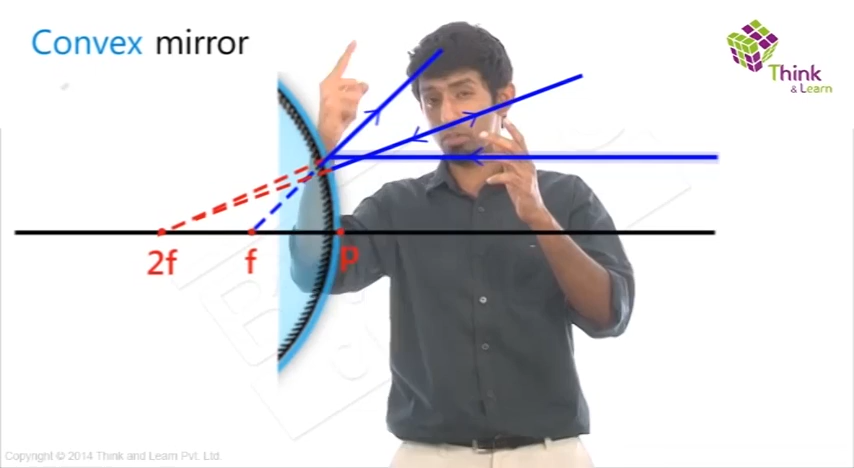 Convex mirror
Think
& Learn
2f
f
p
Copyright © 2014 Think and Learn Pvt. Ltd.